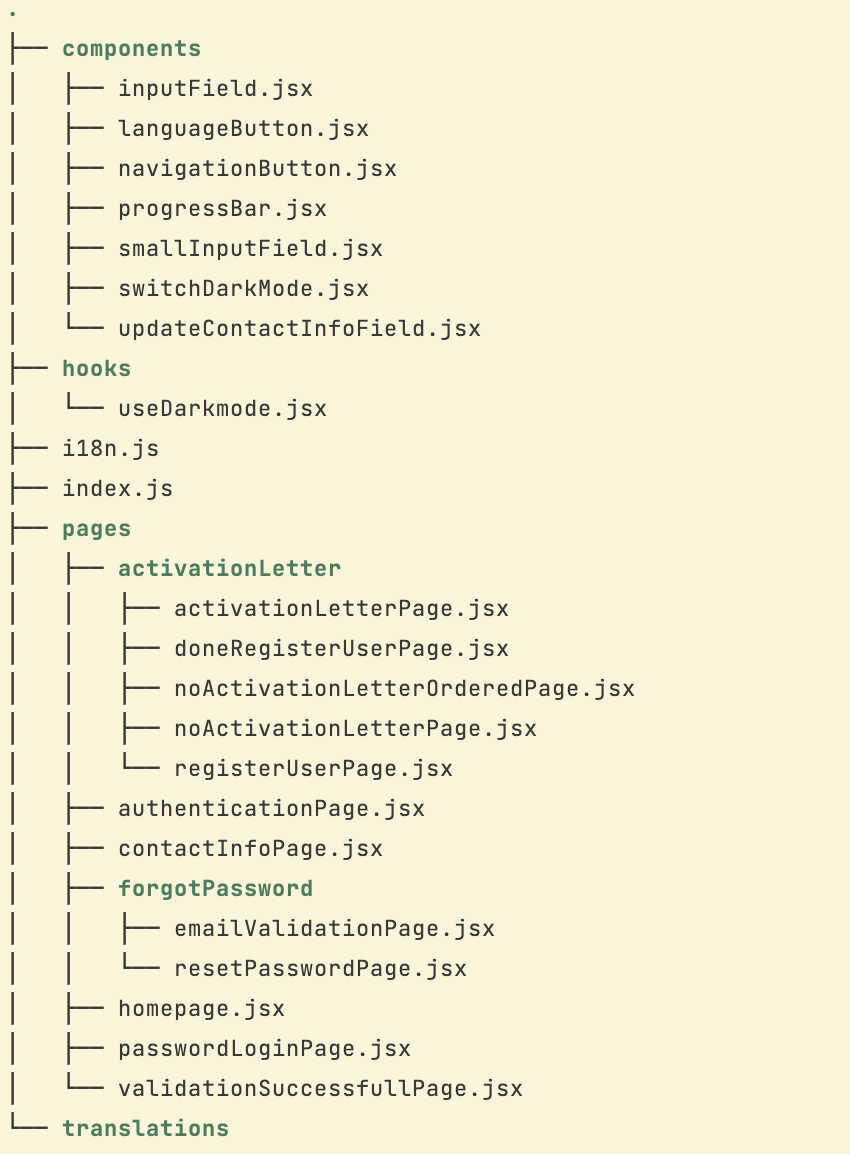 .
├── components
│   ├── inputField.jsx
│   ├── languageButton.jsx
│   ├── navigationButton.jsx
│   ├── progressBar.jsx
│   ├── smallInputField.jsx
│   ├── switchDarkMode.jsx
│   └── updateContactInfoField.jsx
├── hooks
│   └── useDarkmode.jsx
├── i18n.js
├── index.js
├── pages
│   ├── activationLetter
│   │   ├── activationLetterPage.jsx
│   │   ├── doneRegisterUserPage.jsx
│   │   ├── noActivationLetterOrderedPage.jsx
│   │   ├── noActivationLetterPage.jsx
│   │   └── registerUserPage.jsx
│   ├── authenticationPage.jsx
│   ├── contactInfoPage.jsx
│   ├── forgotPassword
│   │   ├── emailValidationPage.jsx
│   │   └── resetPasswordPage.jsx
│   ├── homepage.jsx
│   ├── passwordLoginPage.jsx
│   └── validationSuccessfullPage.jsx
└── translations